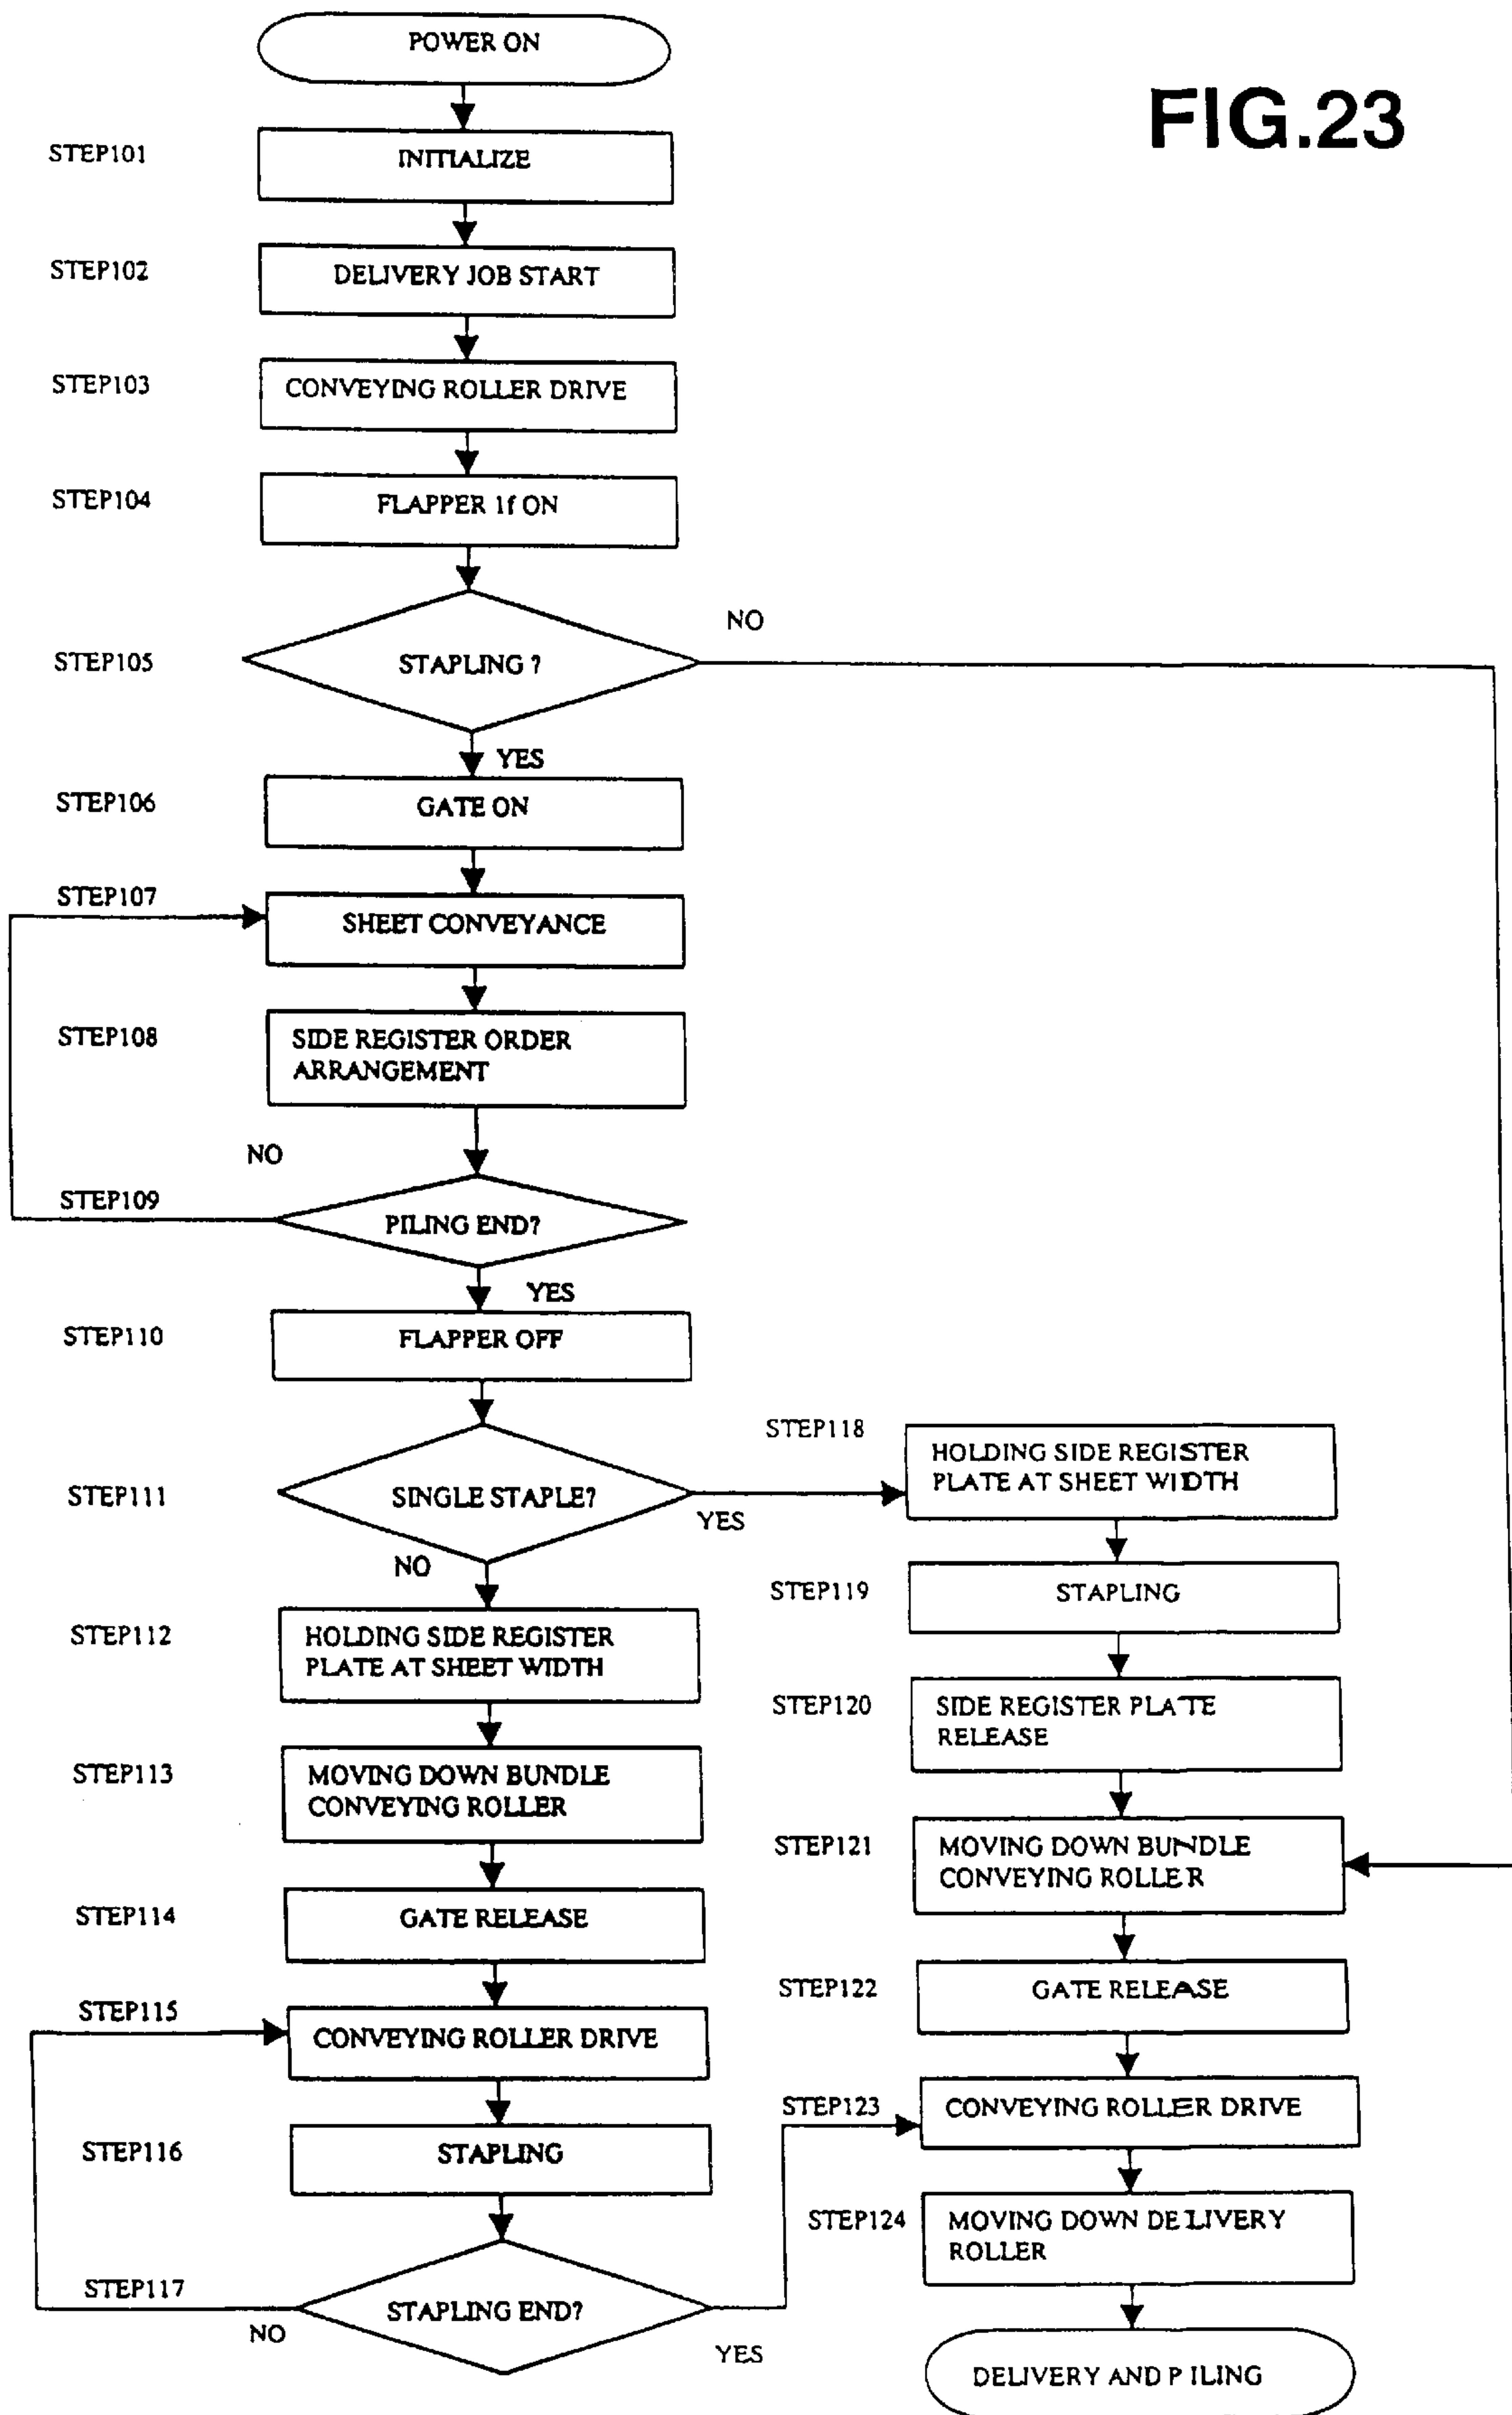 FIG.23
POWER ON
STEP101
INITIALIZE
STEP102
DELIVERY JOB START
STEP103
CONVEYING ROLLER DRIVE
STEP104
FLAPPER 1f ON
STEP105
STAPLING ?
NO
YES
STEP106
GATE ON
STEP107
SHEET CONVEYANCE
STEP108
SIDE REGISTER ORDER
ARRANGEMENT
NO
STEP109
PILING END?
YES
STEP110
FLAPPER OFF
STEP111
SINGLE STAPLE?
YES
NO
STEP112
HOLDING SIDE REGISTER
PLATE AT SHEET WIDTH
STEP113
MOVING DOWN BUNDLE
CONVEYING ROLLER
STEP114
GATE RELEASE
STEP115
CONVEYING ROLLER DRIVE
STEP116
STAPLING
STEP117
STAPLING END?
NO
YES
STEP118
HOLDING SIDE REGISTER
PLATE AT SHEET WIDTH
STEP119
STAPLING
STEP120
SIDE REGISTER PLATE
RELEASE
STEP121
MOVING DOWN BUNDLE
CONVEYING ROLLER
STEP122
GATE RELEASE
STEP123
CONVEYING ROLLER DRIVE
STEP124
MOVING DOWN DELIVERY
ROLLER
DELIVERY AND PILING